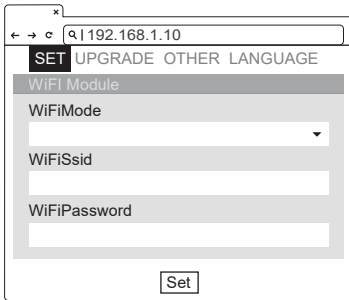 192.168.1.10
SET UPGRADE OTHER LANGUAGE
WiFI Module
WiFiMode
WiFiSsid
WiFiPassword
Set